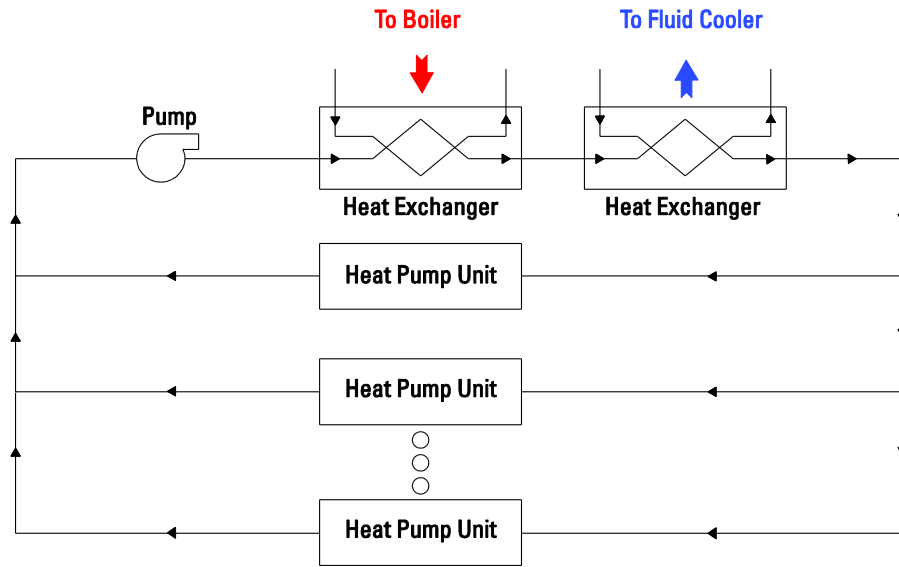 To Boiler
To Fluid Cooler
Pump
Heat Exchanger
Heat Exchanger
Heat Pump Unit
Heat Pump Unit
Heat Pump Unit